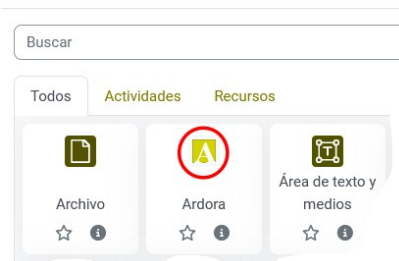 Buscar
Todos Actividades Recursos
Archivo
Ardora
Área de texto y
medios